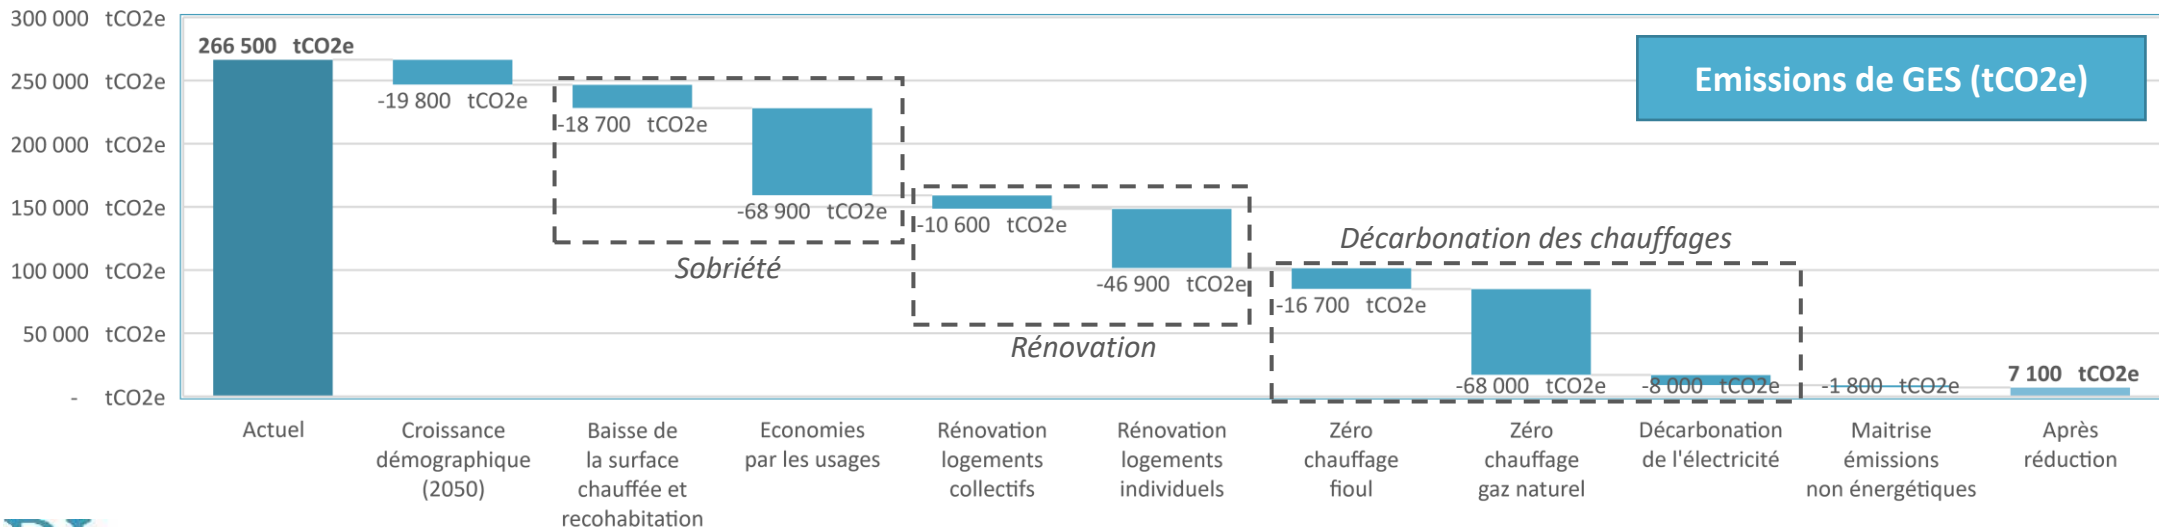 300 000 tCO2e
250 000 tCO2e
200 000 tCO2e
150 000 tCO2e
100 000 tCO2e
50 000 tCO2e
- tCO2e
Emissions de GES (tCO2e)
266 500 tCO2e
-19 800 tCO2e
-18 700 tCO2e
-68 900 tCO2e
Sobriété
-10 600 tCO2e
-46 900 tCO2e
Rénovation
Décarbonation des chauffages
-16 700 tCO2e
-68 000 tCO2e
-8 000 tCO2e
-1 800 tCO2e
7 100 tCO2e
Actuel
Croissance
démographique
(2050)
Baisse de
la surface
chauffée et
recohabitation
Economies
par les usages
Rénovation
logements
collectifs
Rénovation
logements
individuels
Zéro
chauffage
fioul
Zéro
chauffage
gaz naturel
Décarbonation
de l'électricité
Maitrise
émissions
non énergétiques
Après
réduction